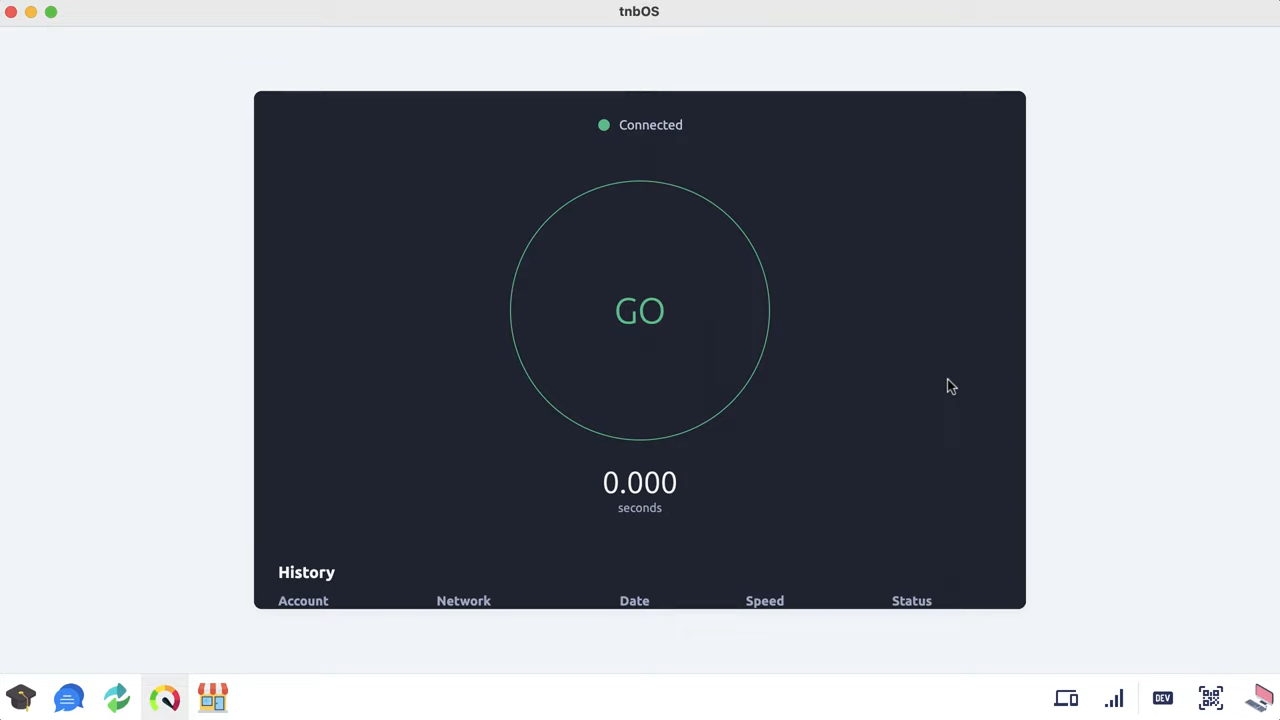 tnbOS
Connected
GO
0.000
seconds
History
Account Network Date Speed Status
DEV